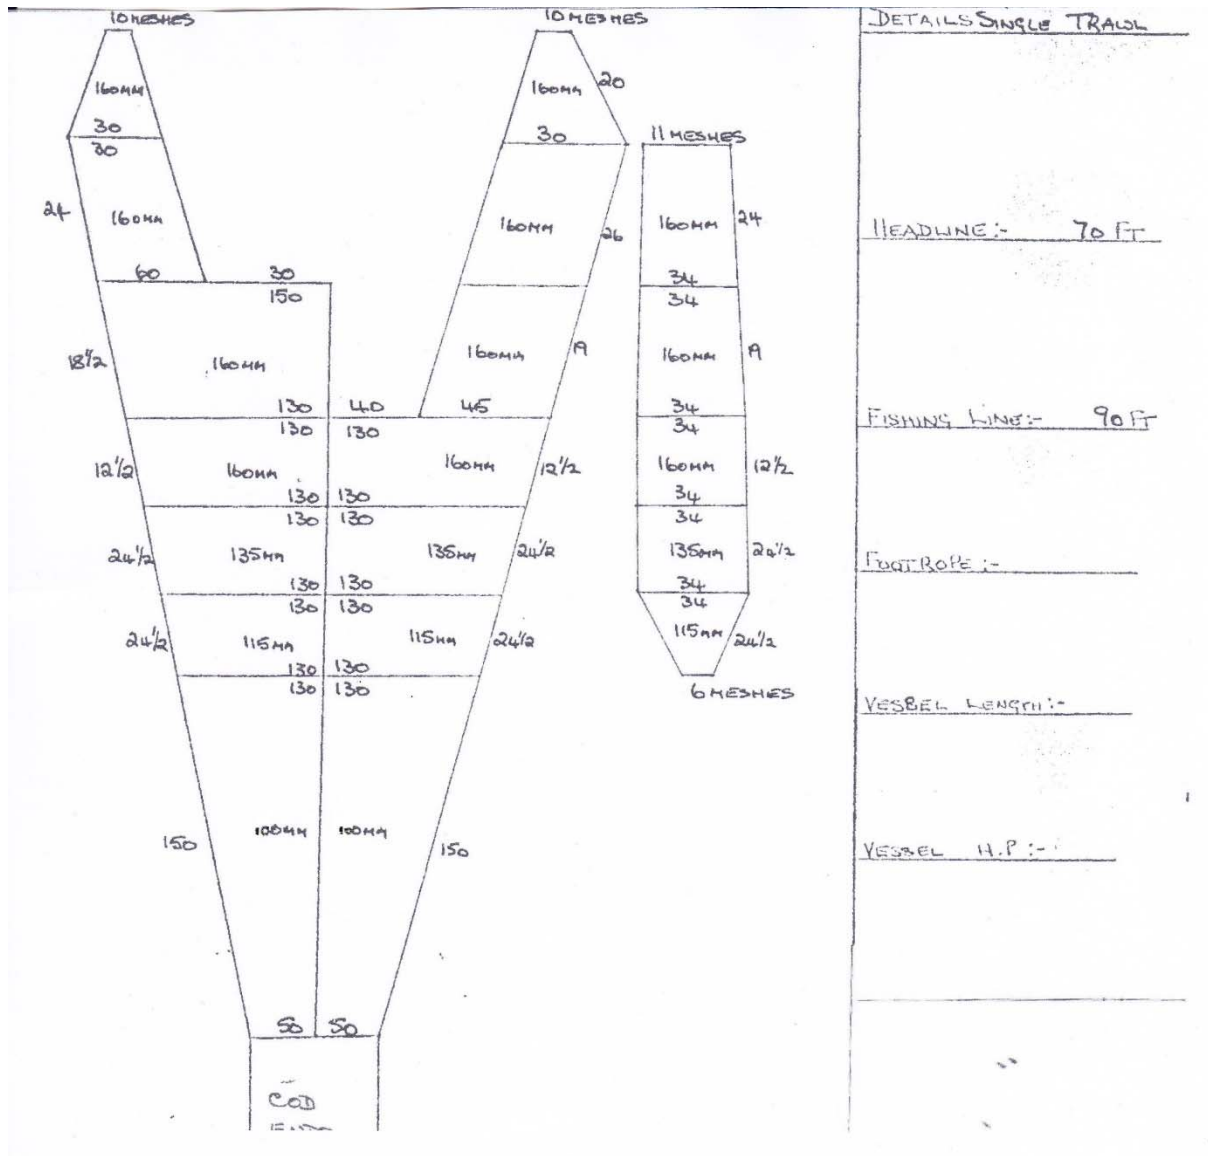 10 MESHES
10 MESHES
DETAILS SINGLE TRAWL
160MM
160MM
20
30
30
11 MESHES
30
24
160MM
160MM
26
160MM
24
HEADLINE:- 70 FT
60
30
34
150
34
18½
160MM
160MM
19
160MM
19
130
40
45
34
130
130
34
FISHING LINE:- 90 FT
12½
160MM
160MM
12½
160MM
12½
130
130
34
130
130
34
24½
135MM
135MM
24½
135MM
24½
FOOTROPE:-
130
130
34
130
130
34
24½
115MM
115MM
24½
115MM
24½
130
130
130
130
6 MESHES
VESSEL LENGTH:-
150
100MM
100MM
150
VESSEL H.P:-
50
50
COD